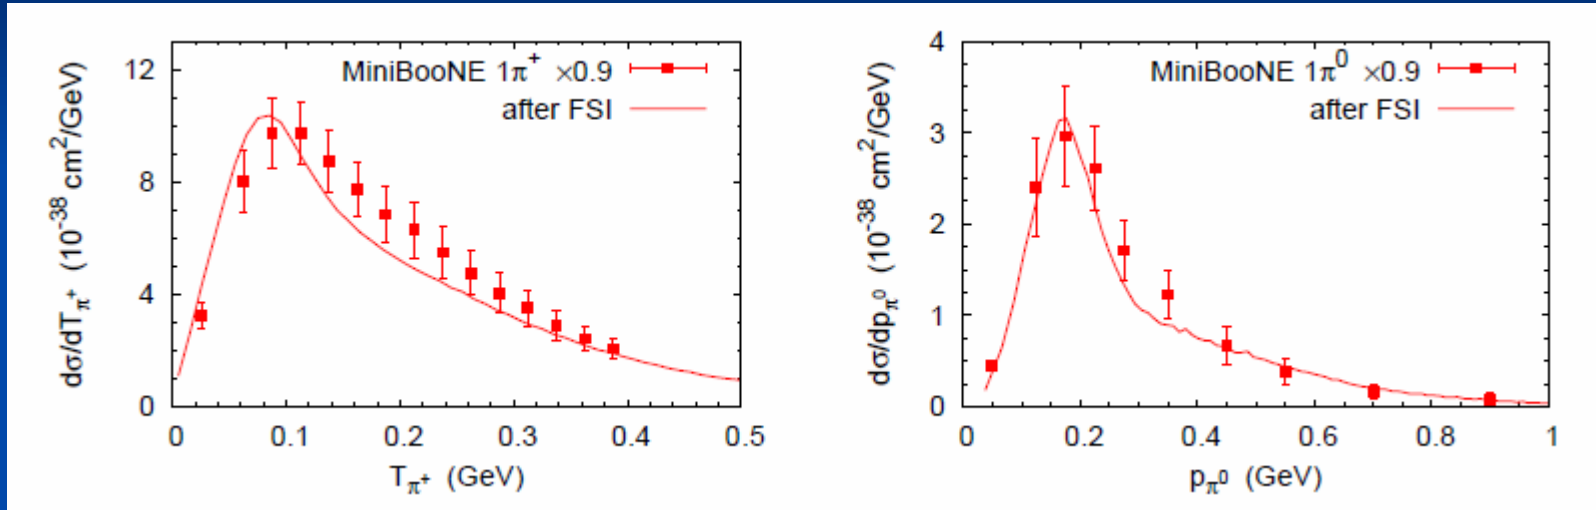 MiniBooNE 1π⁺ ×0.9
after FSI
dσ/dT_π⁺ (10⁻³⁸ cm²/GeV)
12
8
4
0
0 0.1 0.2 0.3 0.4 0.5
T_π⁺ (GeV)
MiniBooNE 1π⁰ ×0.9
after FSI
dσ/dp_π⁰ (10⁻³⁸ cm²/GeV)
4
3
2
1
0
0 0.2 0.4 0.6 0.8 1
p_π⁰ (GeV)